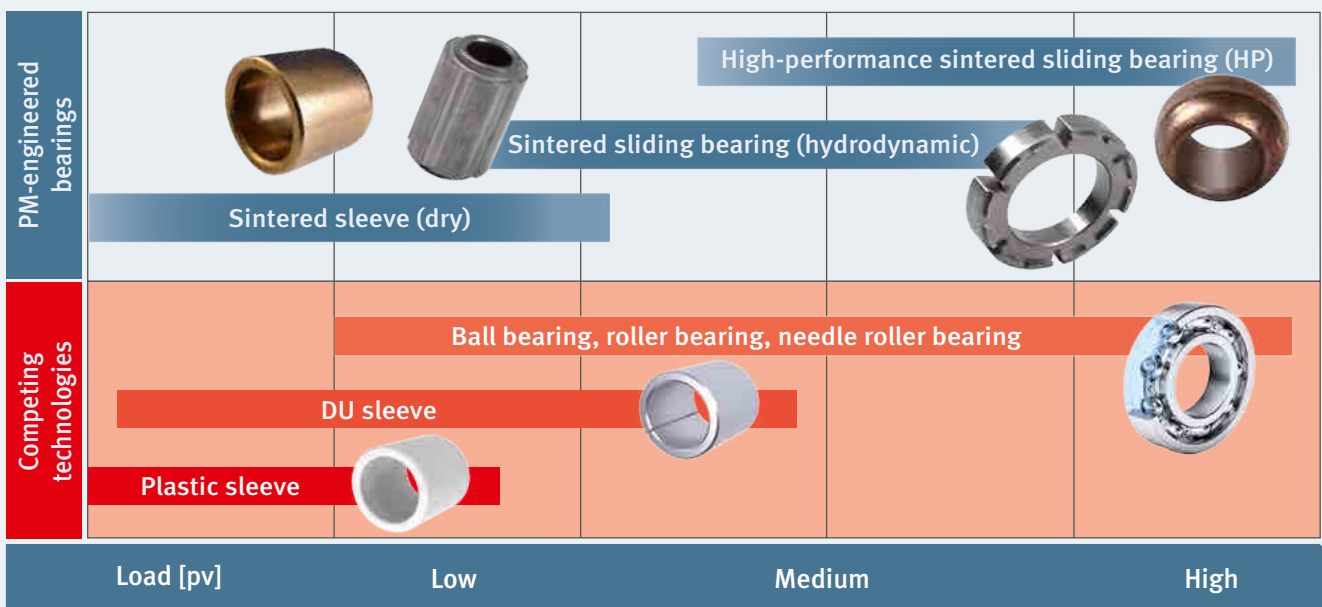 PM-engineered
bearings
High-performance sintered sliding bearing (HP)
Sintered sliding bearing (hydrodynamic)
Sintered sleeve (dry)
Competing
technologies
Ball bearing, roller bearing, needle roller bearing
DU sleeve
Plastic sleeve
Load [pv] Low Medium High